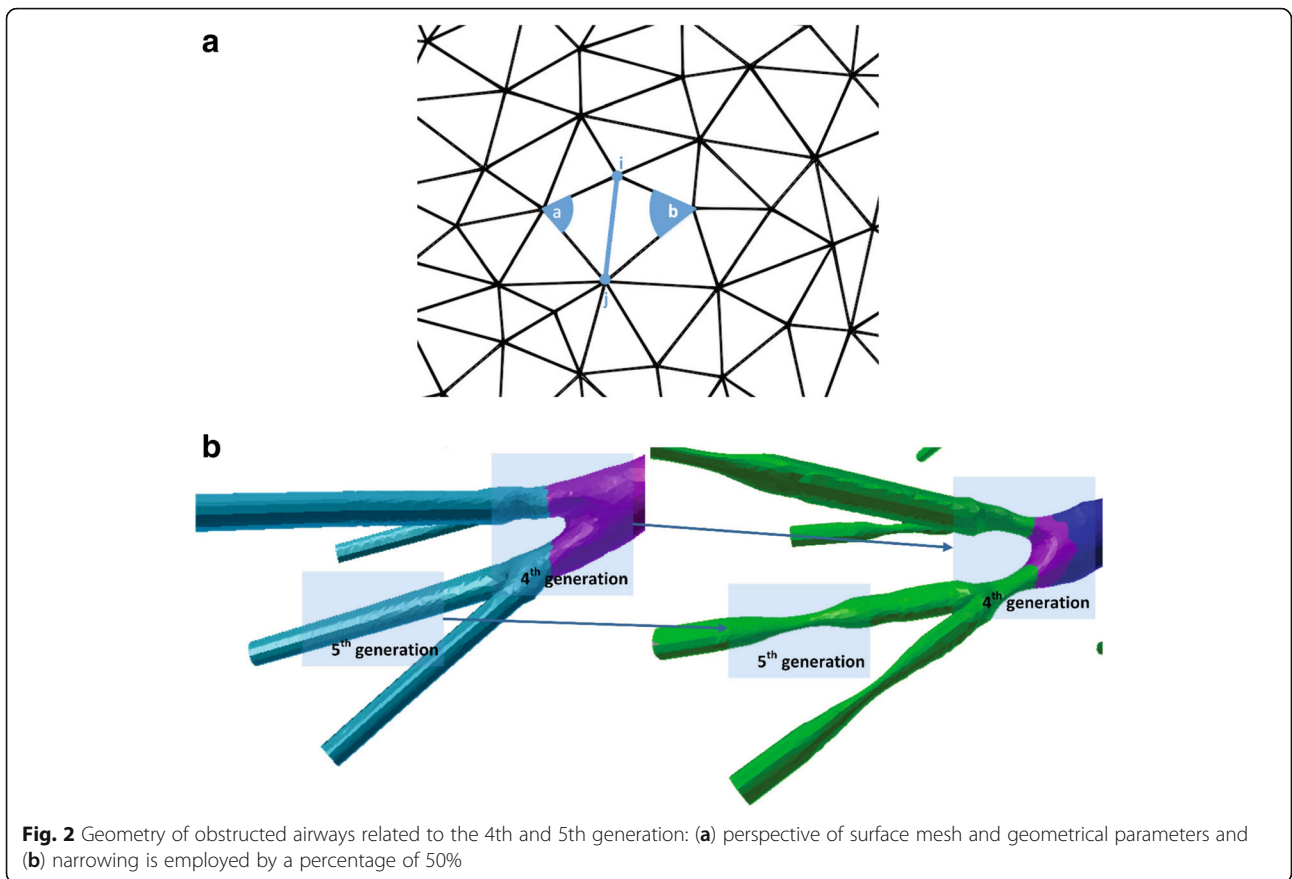 a
i
a
b
j
b
4th generation
5th generation
4th generation
5th generation
Fig. 2 Geometry of obstructed airways related to the 4th and 5th generation: (a) perspective of surface mesh and geometrical parameters and
(b) narrowing is employed by a percentage of 50%